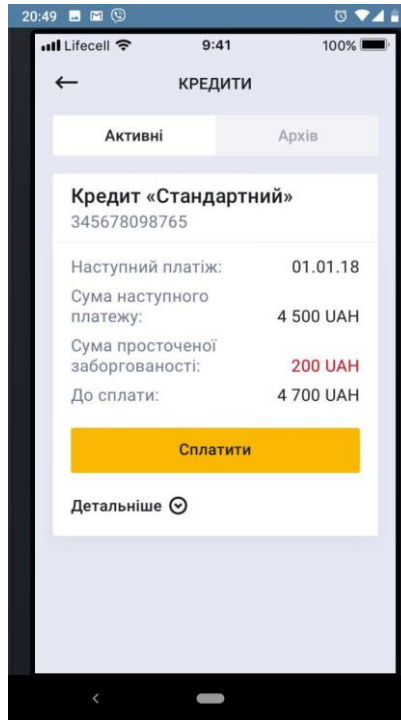 20:49
Lifecell 9:41 100%
КРЕДИТИ
Активні Архів
Кредит «Стандартний»
345678098765
Наступний платіж: 01.01.18
Сума наступного
платежу: 4 500 UAH
Сума просточеної
заборгованості: 200 UAH
До сплати: 4 700 UAH
Сплатити
Детальніше